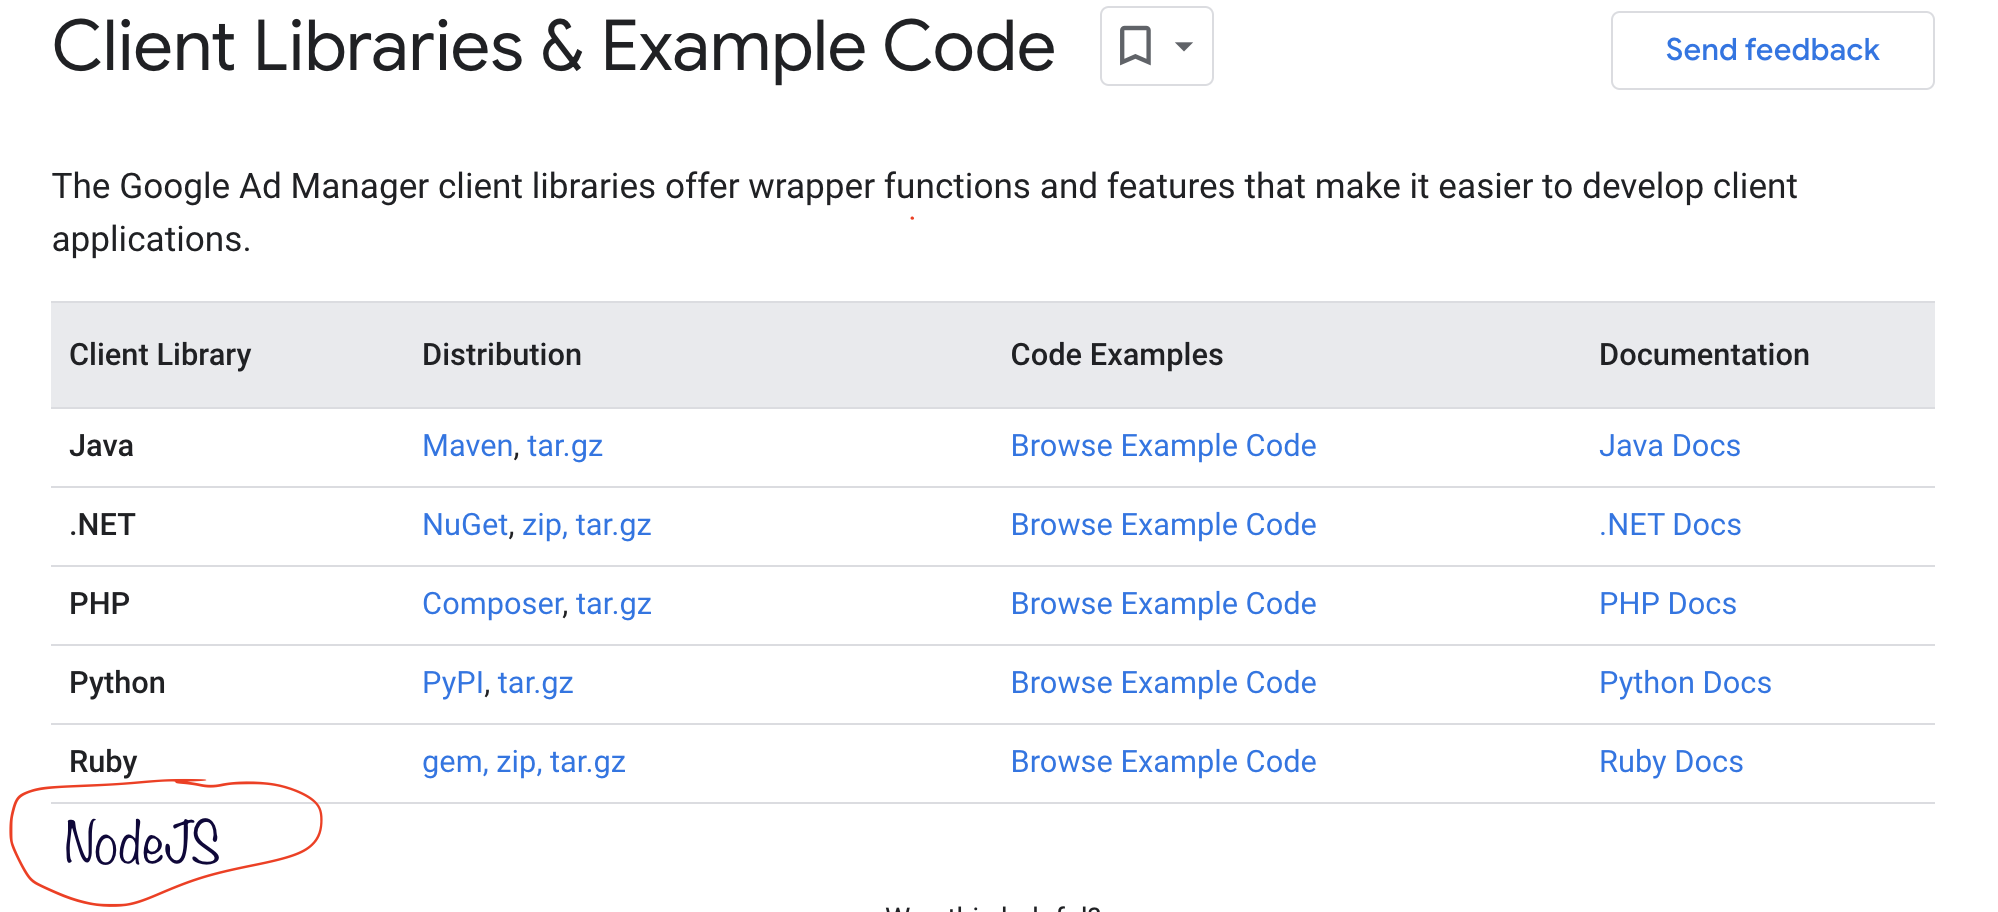 Client Libraries & Example Code
Send feedback
The Google Ad Manager client libraries offer wrapper functions and features that make it easier to develop client
applications.
Client Library Distribution Code Examples Documentation
Java Maven, tar.gz Browse Example Code Java Docs
.NET NuGet, zip, tar.gz Browse Example Code .NET Docs
PHP Composer, tar.gz Browse Example Code PHP Docs
Python PyPI, tar.gz Browse Example Code Python Docs
Ruby gem, zip, tar.gz Browse Example Code Ruby Docs
NodeJS